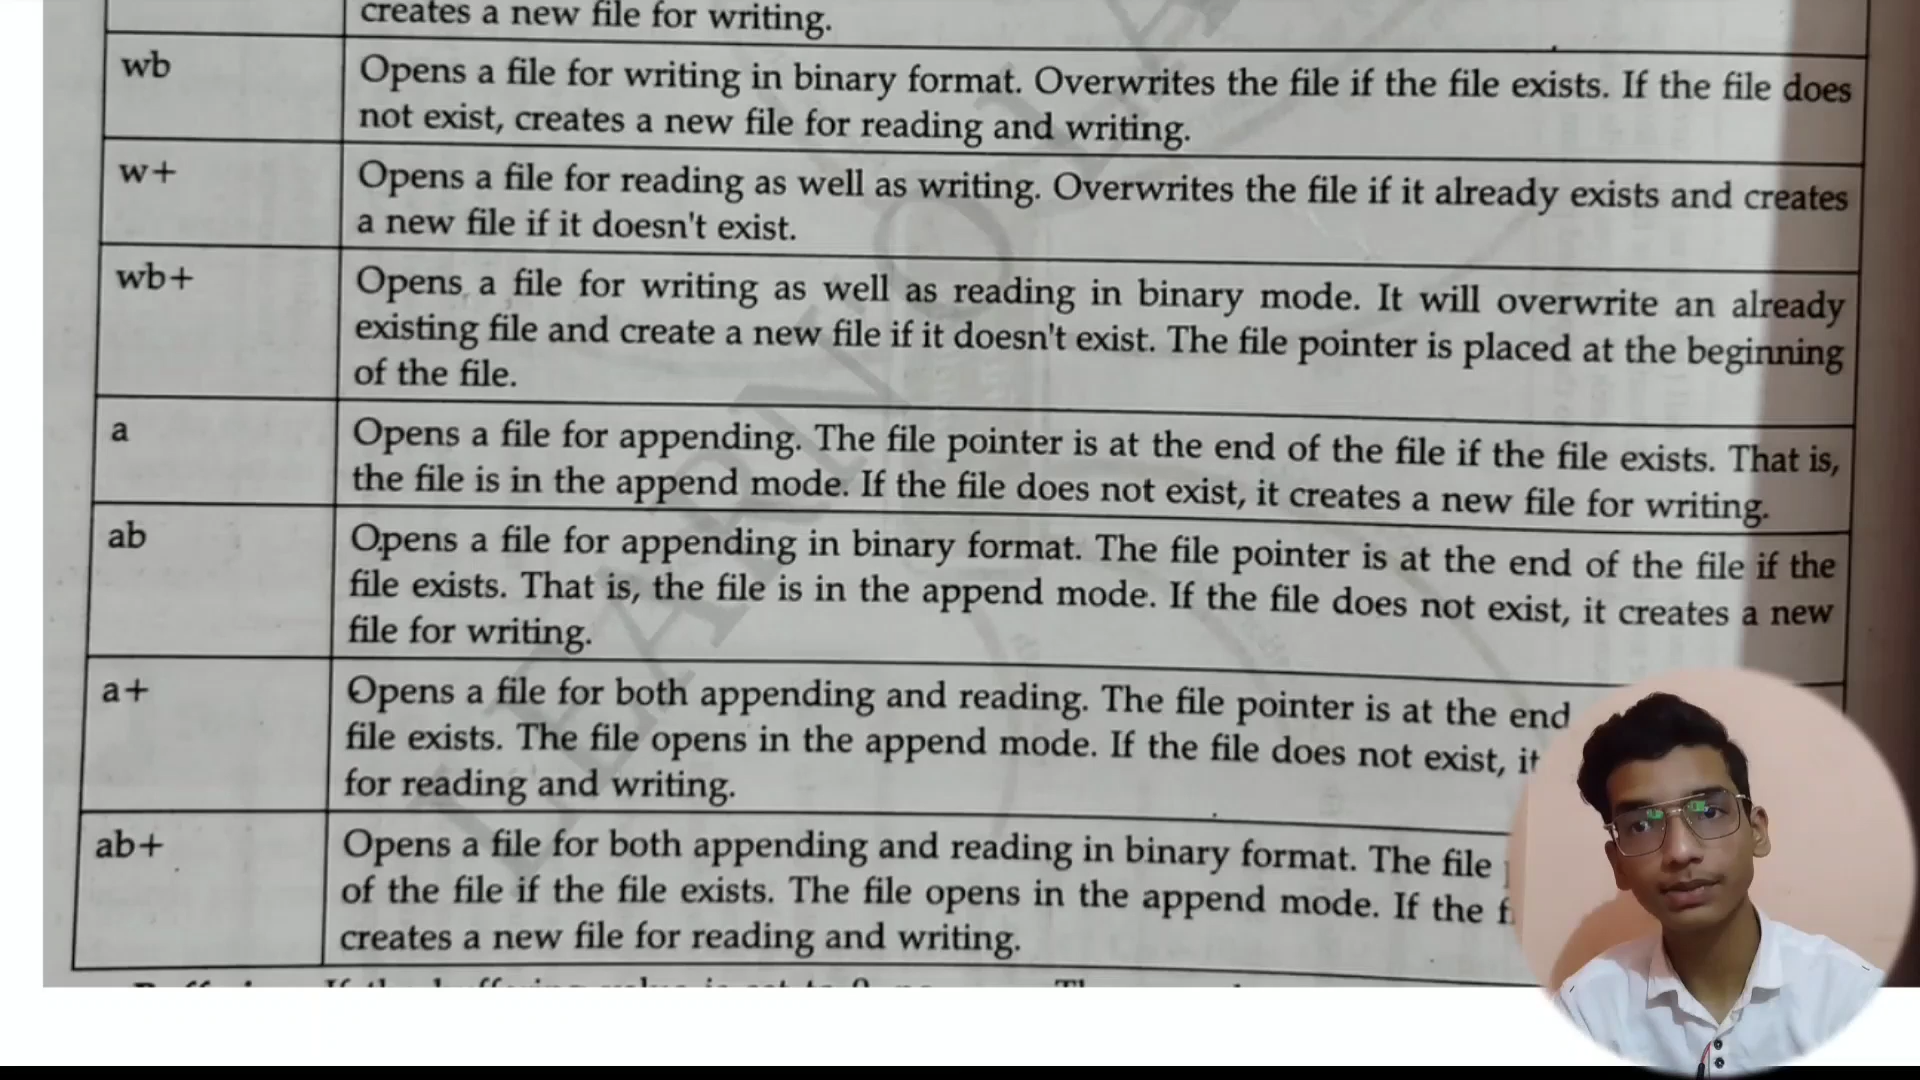 creates a new file for writing.
wb
Opens a file for writing in binary format. Overwrites the file if the file exists. If the file does
not exist, creates a new file for reading and writing.
w+
Opens a file for reading as well as writing. Overwrites the file if it already exists and creates
a new file if it doesn't exist.
wb+
Opens a file for writing as well as reading in binary mode. It will overwrite an already
existing file and create a new file if it doesn't exist. The file pointer is placed at the beginning
of the file.
a
Opens a file for appending. The file pointer is at the end of the file if the file exists. That is,
the file is in the append mode. If the file does not exist, it creates a new file for writing.
ab
Opens a file for appending in binary format. The file pointer is at the end of the file if the
file exists. That is, the file is in the append mode. If the file does not exist, it creates a new
file for writing.
a+
Opens a file for both appending and reading. The file pointer is at the end
file exists. The file opens in the append mode. If the file does not exist, it
for reading and writing.
ab+
Opens a file for both appending and reading in binary format. The file
of the file if the file exists. The file opens in the append mode. If the
creates a new file for reading and writing.